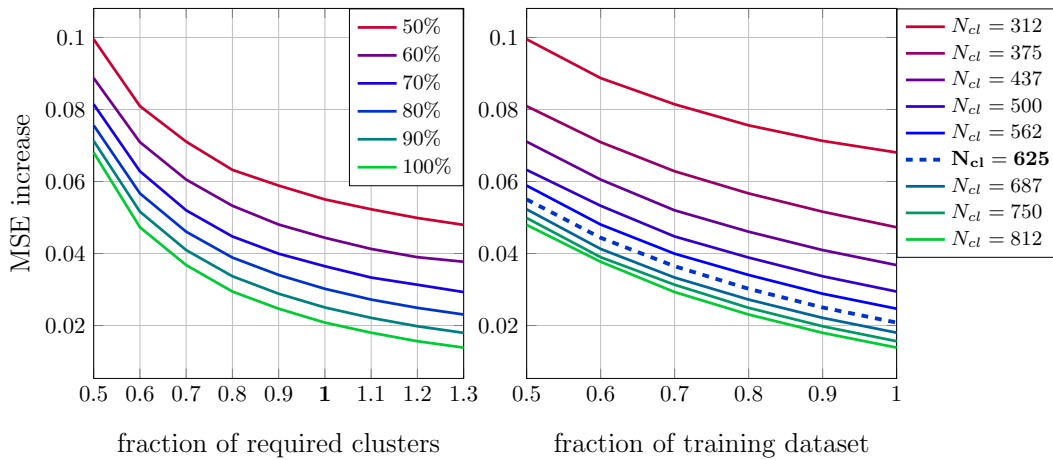 MSE increase
0.1
0.08
0.06
0.04
0.02
0.5 0.6 0.7 0.8 0.9 1 1.1 1.2 1.3
fraction of required clusters
50%
60%
70%
80%
90%
100%
0.1
0.08
0.06
0.04
0.02
0.5 0.6 0.7 0.8 0.9 1
fraction of training dataset
N_cl = 312
N_cl = 375
N_cl = 437
N_cl = 500
N_cl = 562
N_cl = 625
N_cl = 687
N_cl = 750
N_cl = 812